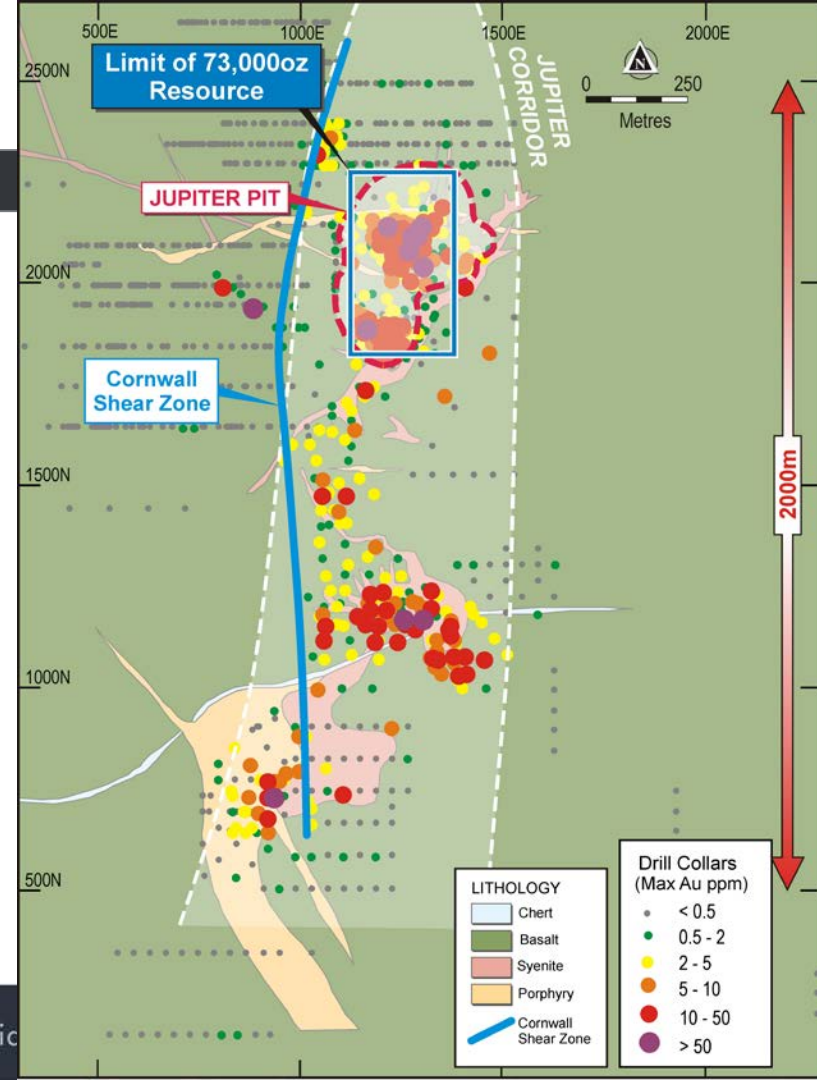 500E
1000E
1500E
2000E
Limit of 73,000oz
Resource
JUPITER
CORRIDOR
N
0
250
Metres
2500N
JUPITER PIT
2000N
Cornwall
Shear Zone
1500N
2000m
1000N
500N
LITHOLOGY
Chert
Basalt
Syenite
Porphyry
Cornwall
Shear Zone
Drill Collars
(Max Au ppm)
< 0.5
0.5 - 2
2 - 5
5 - 10
10 - 50
> 50